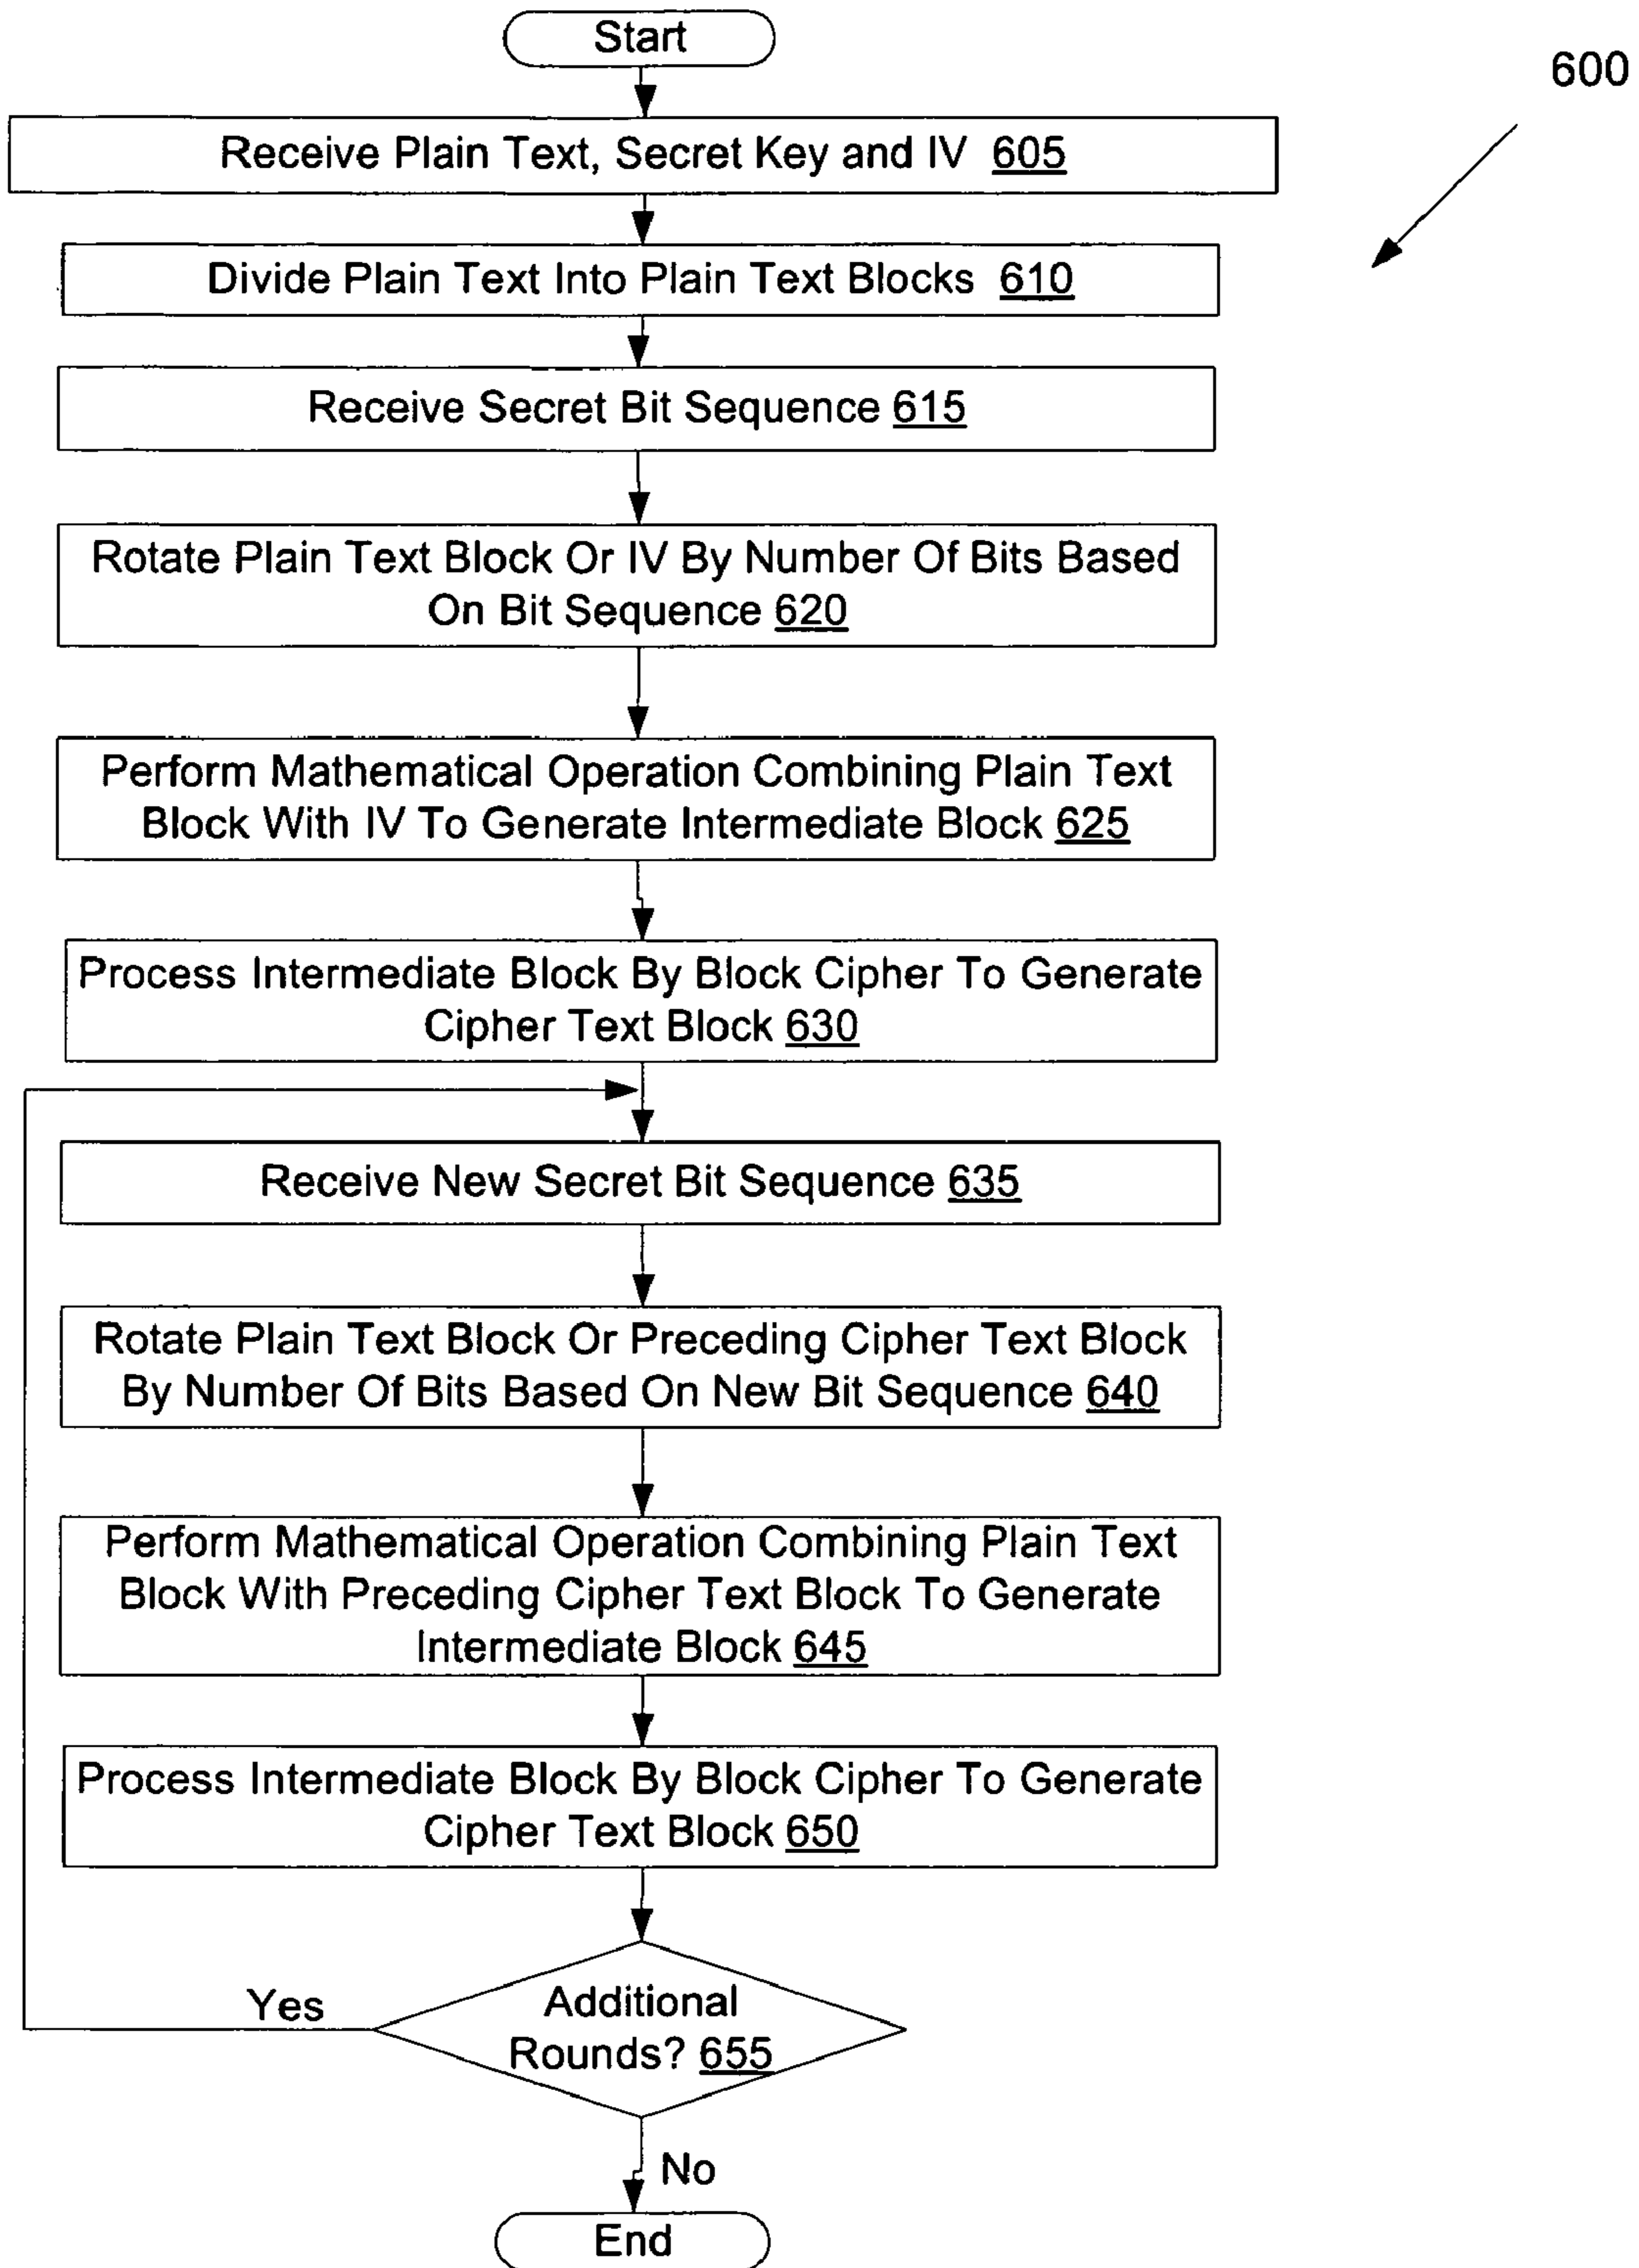 Start
600
Receive Plain Text, Secret Key and IV 605
Divide Plain Text Into Plain Text Blocks 610
Receive Secret Bit Sequence 615
Rotate Plain Text Block Or IV By Number Of Bits Based
On Bit Sequence 620
Perform Mathematical Operation Combining Plain Text
Block With IV To Generate Intermediate Block 625
Process Intermediate Block By Block Cipher To Generate
Cipher Text Block 630
Receive New Secret Bit Sequence 635
Rotate Plain Text Block Or Preceding Cipher Text Block
By Number Of Bits Based On New Bit Sequence 640
Perform Mathematical Operation Combining Plain Text
Block With Preceding Cipher Text Block To Generate
Intermediate Block 645
Process Intermediate Block By Block Cipher To Generate
Cipher Text Block 650
Yes
Additional
Rounds? 655
No
End